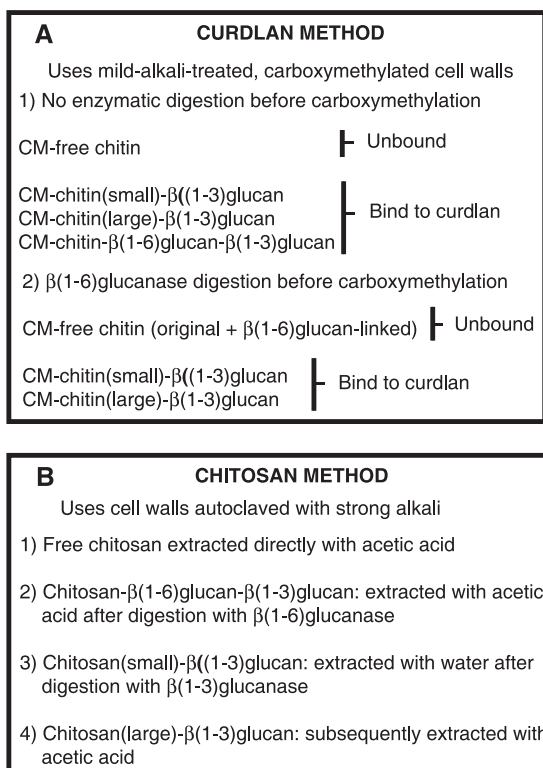 A CURDLAN METHOD
Uses mild-alkali-treated, carboxymethylated cell walls
1) No enzymatic digestion before carboxymethylation
CM-free chitin
Unbound
CM-chitin(small)-β((1-3)glucan
CM-chitin(large)-β(1-3)glucan
CM-chitin-β(1-6)glucan-β(1-3)glucan
Bind to curdlan
2) β(1-6)glucanase digestion before carboxymethylation
CM-free chitin (original + β(1-6)glucan-linked)
Unbound
CM-chitin(small)-β((1-3)glucan
CM-chitin(large)-β(1-3)glucan
Bind to curdlan
B CHITOSAN METHOD
Uses cell walls autoclaved with strong alkali
1) Free chitosan extracted directly with acetic acid
2) Chitosan-β(1-6)glucan-β(1-3)glucan: extracted with acetic
acid after digestion with β(1-6)glucanase
3) Chitosan(small)-β((1-3)glucan: extracted with water after
digestion with β(1-3)glucanase
4) Chitosan(large)-β(1-3)glucan: subsequently extracted with
acetic acid